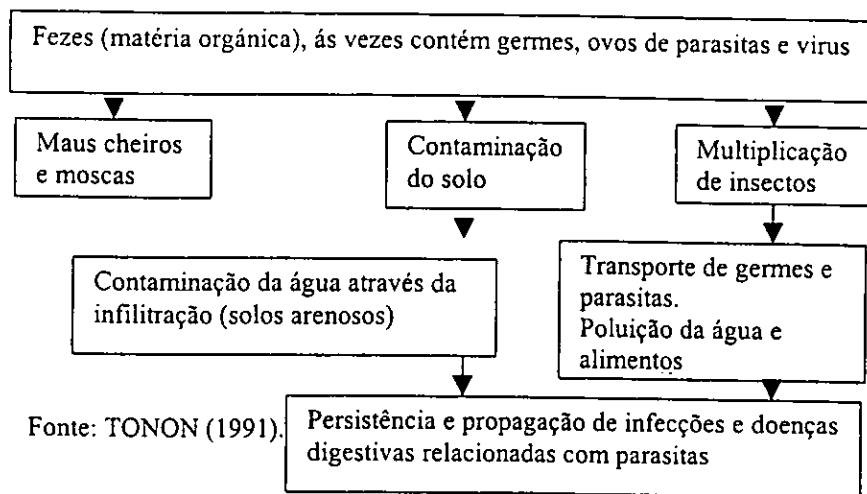 Fezes (matéria orgánica), ás vezes contém germes, ovos de parasitas e virus
Maus cheiros
e moscas
Contaminação
do solo
Multiplicação
de insectos
Contaminação da água através da
infilitração (solos arenosos)
Transporte de germes e
parasitas.
Poluição da água e
alimentos
Fonte: TONON (1991).
Persistência e propagação de infecções e doenças
digestivas relacionadas com parasitas